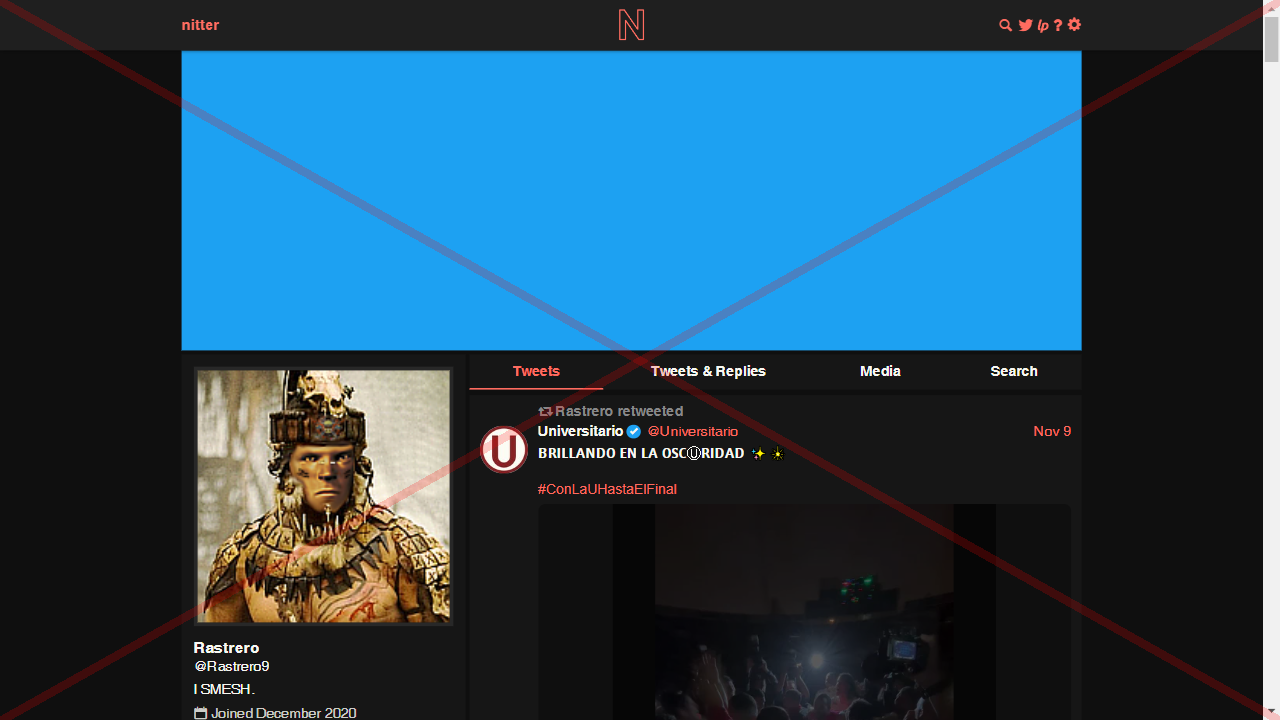 nitter
N
lp ?
Tweets
Tweets & Replies
Media
Search
Rastrero retweeted
Universitario @Universitario Nov 9
BRILLANDO EN LA OSCⓊRIDAD ✨ ☀
#ConLaUHastaElFinal
U
Rastrero
@Rastrero9
I SMESH.
Joined December 2020